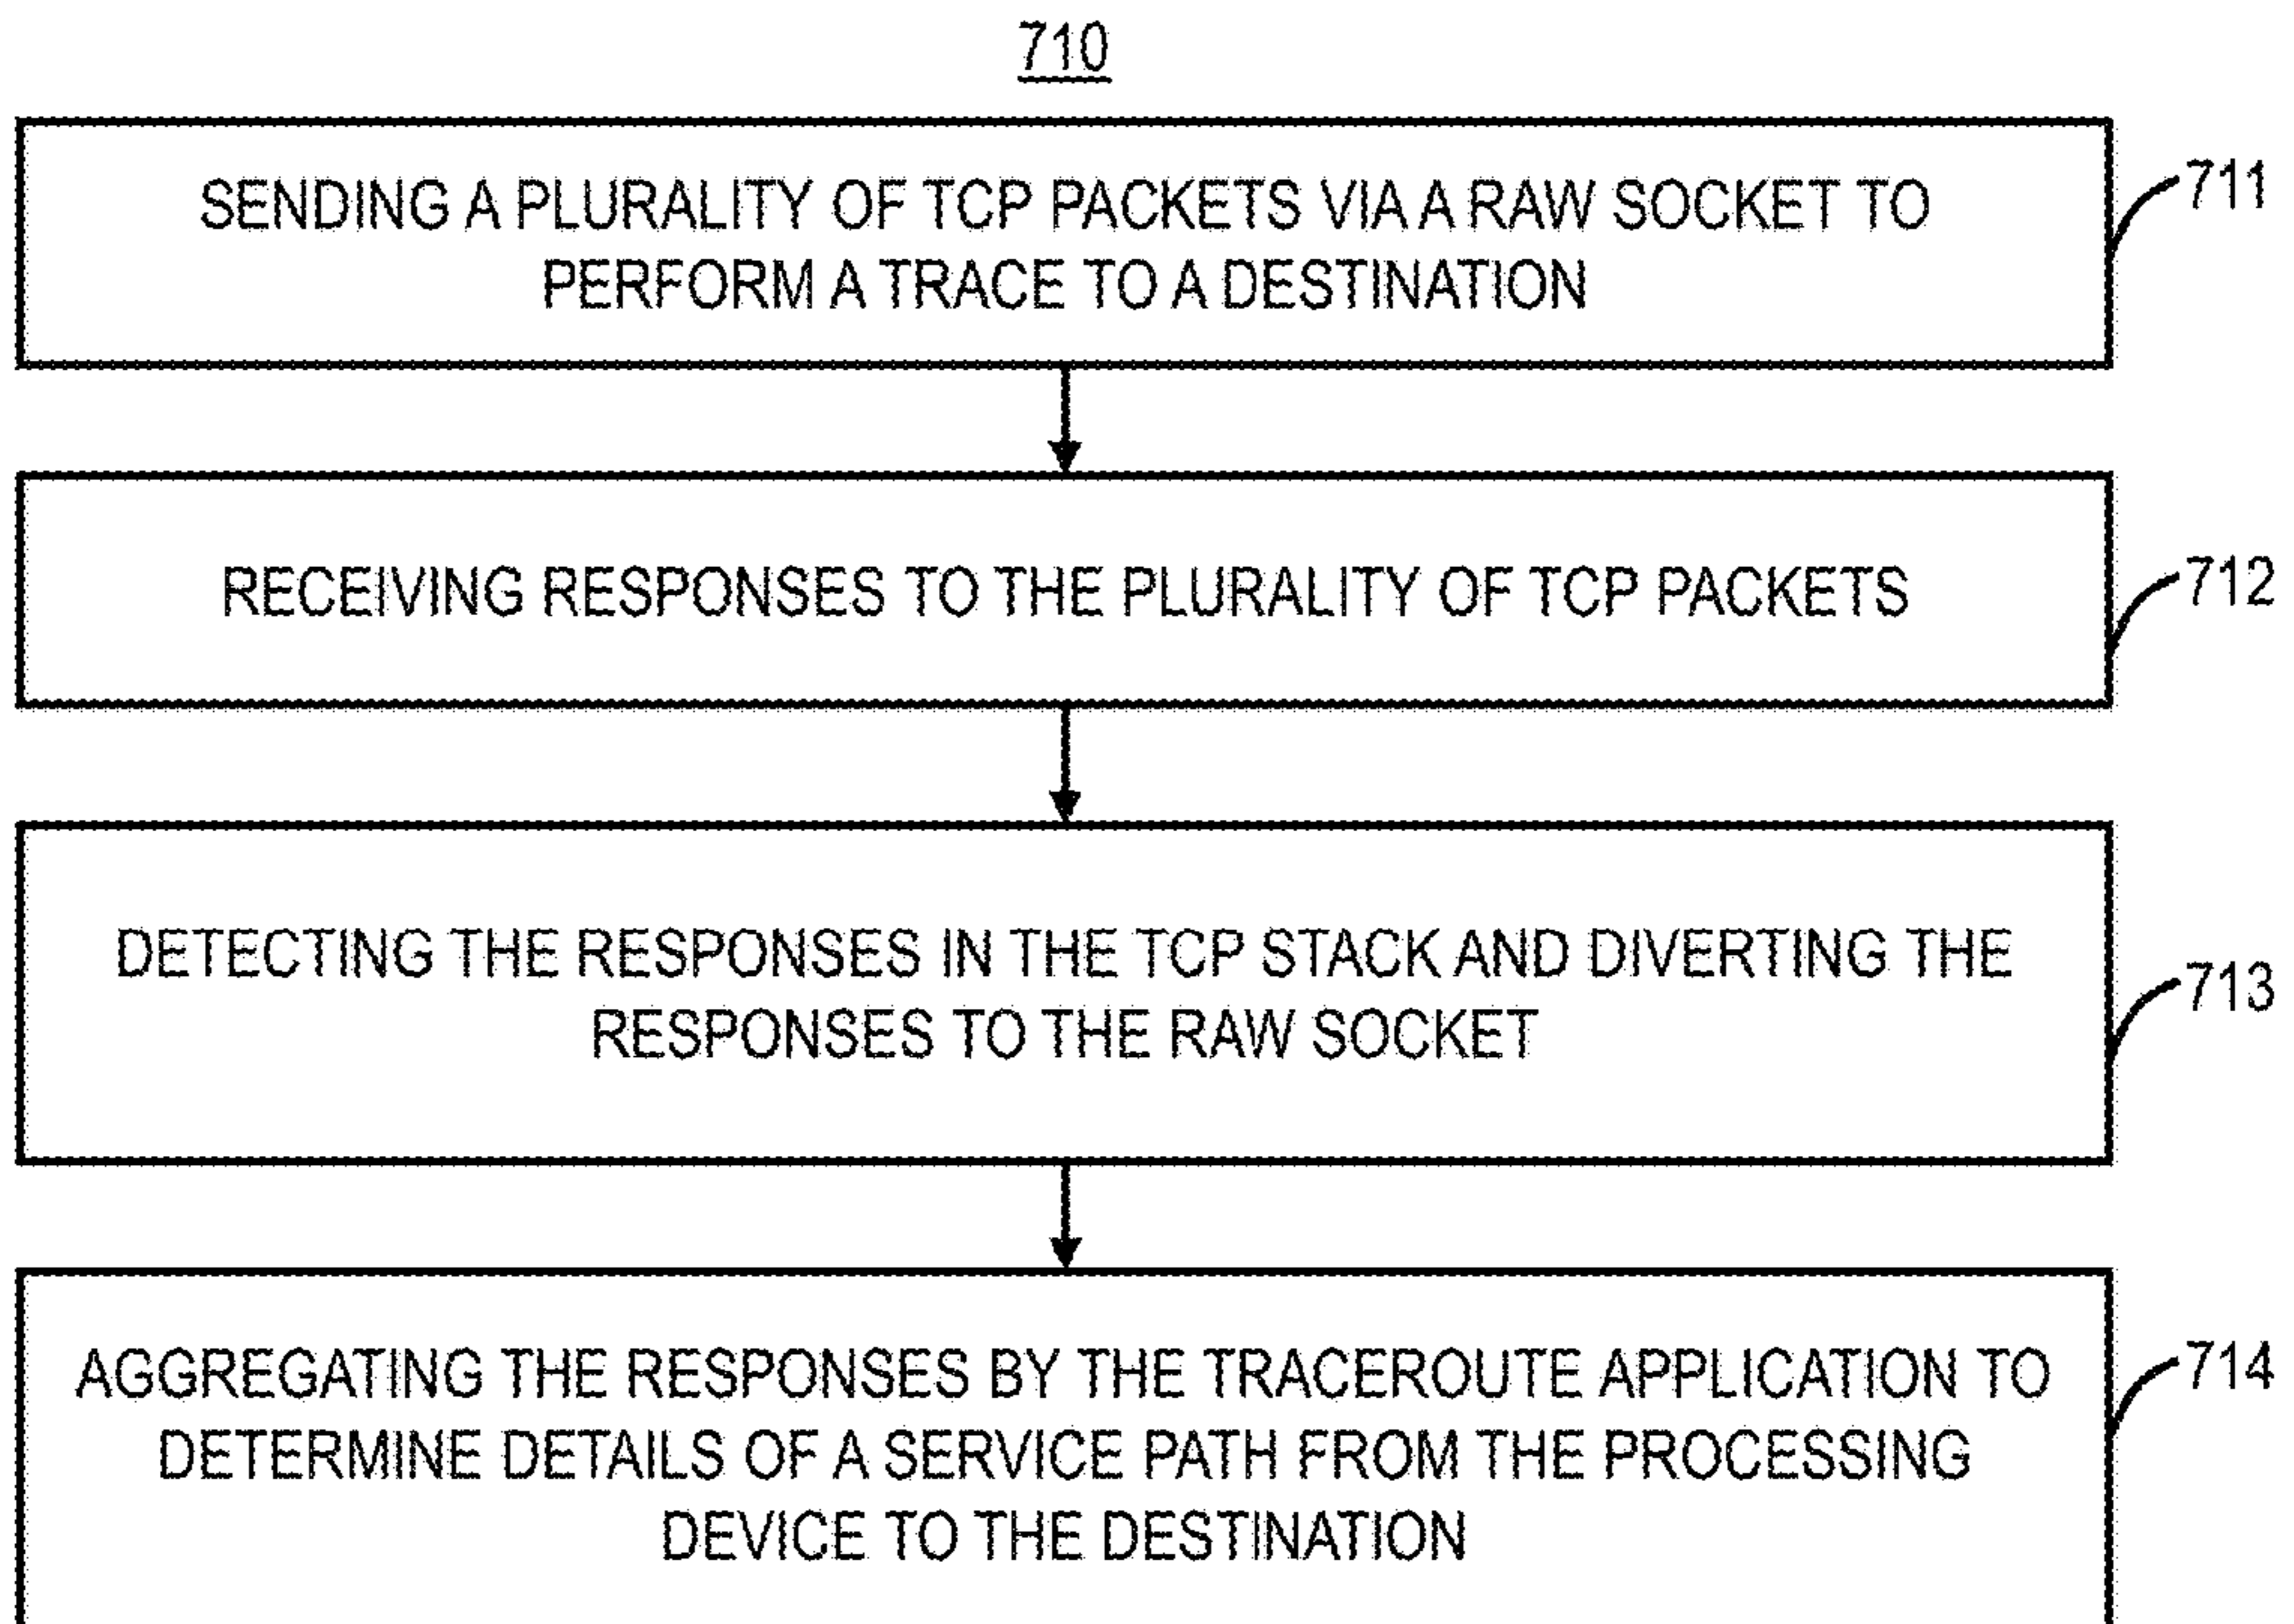 710
SENDING A PLURALITY OF TCP PACKETS VIA A RAW SOCKET TO
PERFORM A TRACE TO A DESTINATION
711
RECEIVING RESPONSES TO THE PLURALITY OF TCP PACKETS
712
DETECTING THE RESPONSES IN THE TCP STACK AND DIVERTING THE
RESPONSES TO THE RAW SOCKET
713
AGGREGATING THE RESPONSES BY THE TRACEROUTE APPLICATION TO
DETERMINE DETAILS OF A SERVICE PATH FROM THE PROCESSING
DEVICE TO THE DESTINATION
714